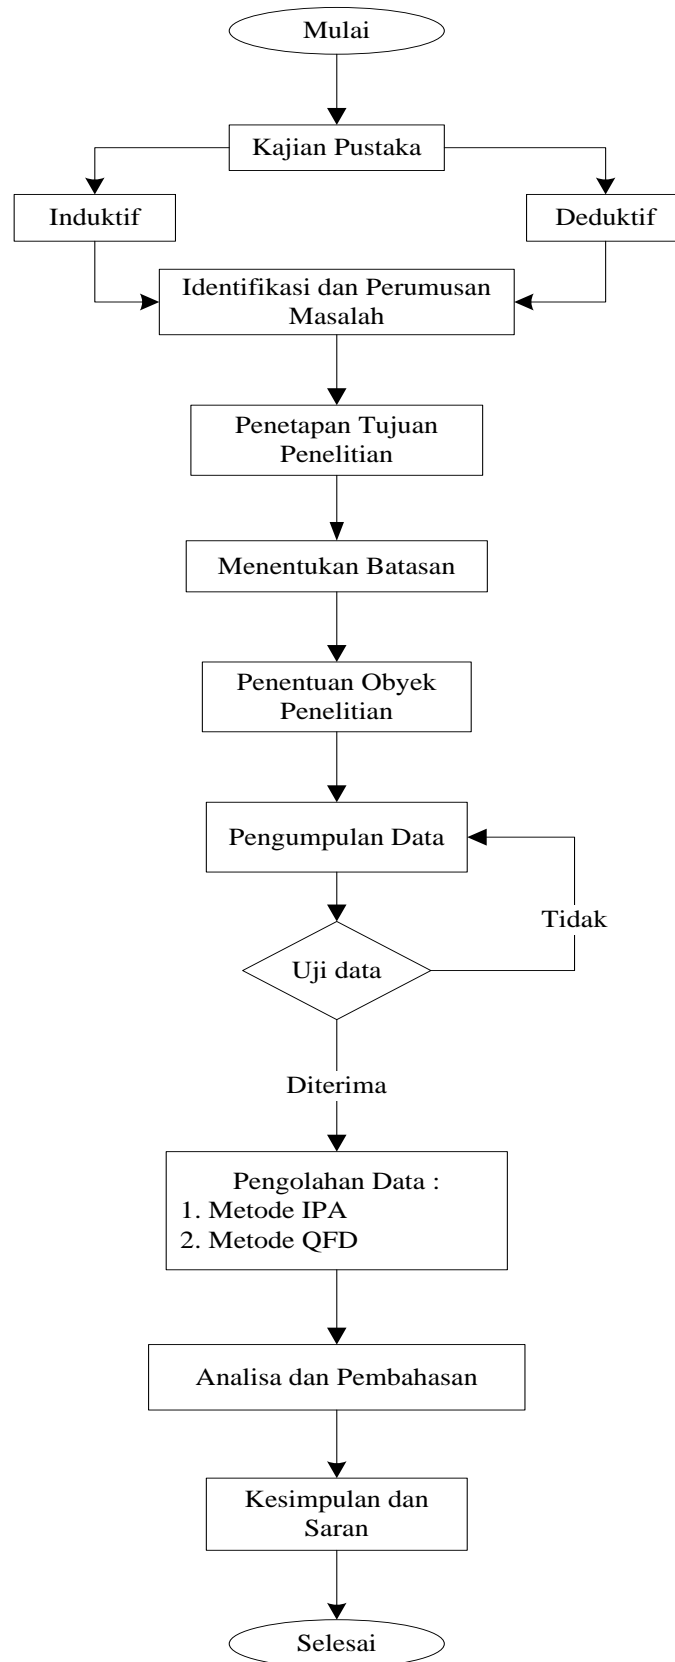 Mulai
Kajian Pustaka
Induktif
Deduktif
Identifikasi dan Perumusan
Masalah
Penetapan Tujuan
Penelitian
Menentukan Batasan
Penentuan Obyek
Penelitian
Pengumpulan Data
Tidak
Uji data
Diterima
Pengolahan Data :
1. Metode IPA
2. Metode QFD
Analisa dan Pembahasan
Kesimpulan dan
Saran
Selesai